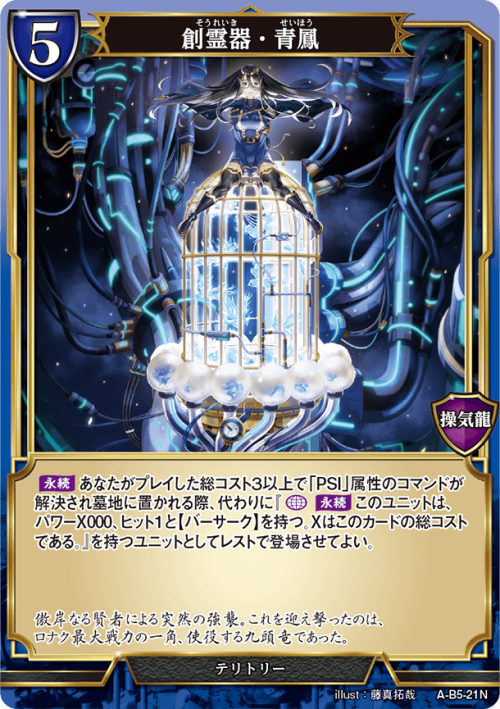 5
そうれいき せいほう
創霊器・青鳳
操気龍
永続 あなたがプレイした総コスト3以上で「PSI」属性のコマンドが
解決され墓地に置かれる際、代わりに『 永続 このユニットは、
パワーX000、ヒット1と【バーサーク】を持つ。Xはこのカードの総コスト
である。』を持つユニットとしてレストで登場させてよい。
傲岸なる賢者による突然の強襲。これを迎え撃ったのは、
ロナク最大戦力の一角、使役する九頭竜であった。
テリトリー
illust：藤真拓哉 A-B5-21N